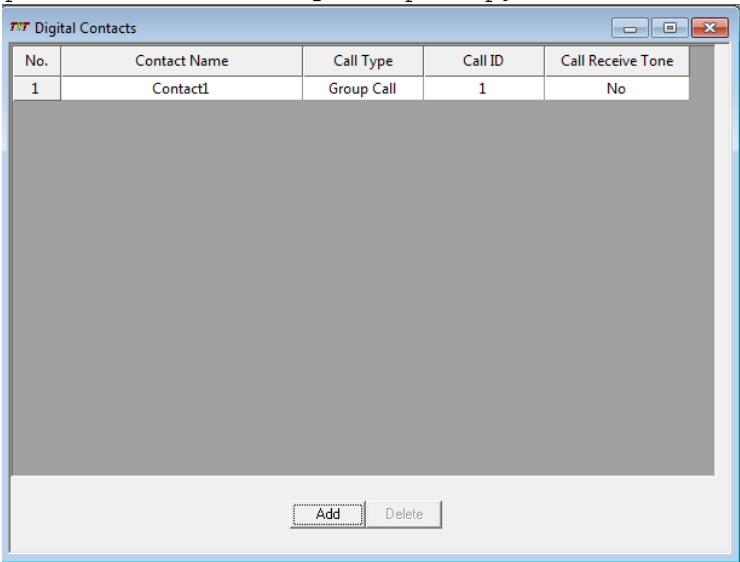 TYT Digital Contacts
No. Contact Name Call Type Call ID Call Receive Tone
1 Contact1 Group Call 1 No
Add Delete